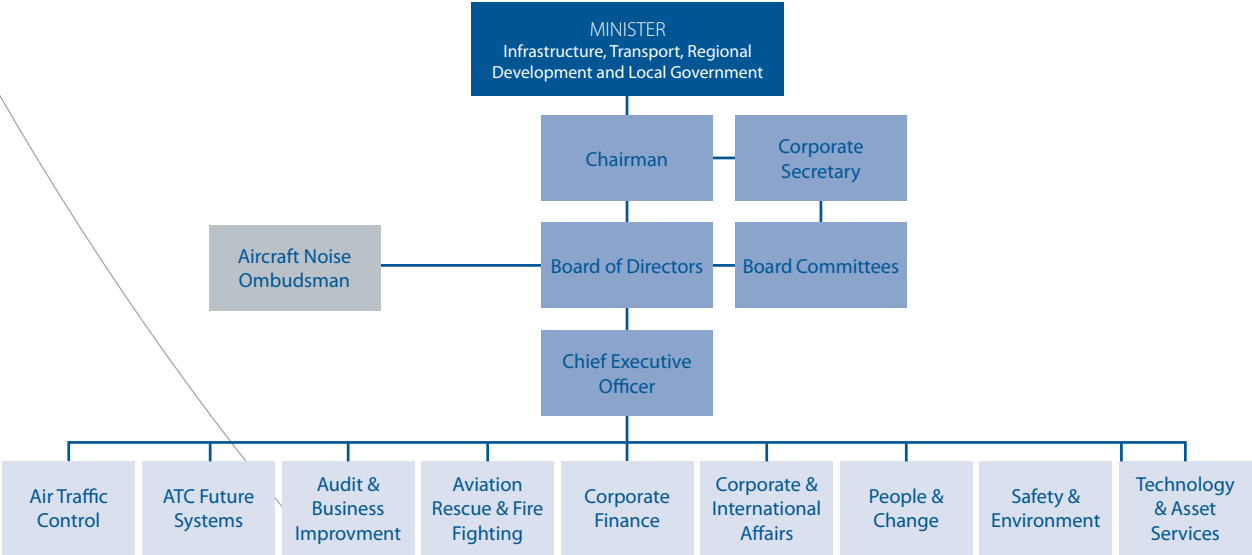 MINISTER
Infrastructure, Transport, Regional
Development and Local Government
Chairman
Corporate
Secretary
Aircraft Noise
Ombudsman
Board of Directors
Board Committees
Chief Executive
Officer
Air Traffic
Control
ATC Future
Systems
Audit &
Business
Improvment
Aviation
Rescue & Fire
Fighting
Corporate
Finance
Corporate &
International
Affairs
People &
Change
Safety &
Environment
Technology
& Asset
Services